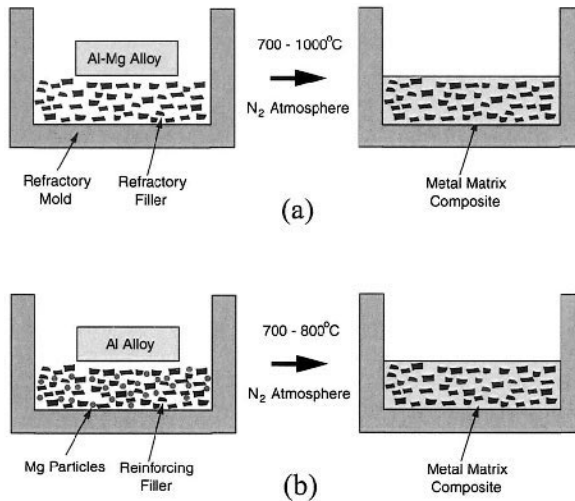 Al-Mg Alloy
700 - 1000°C
N₂ Atmosphere
Refractory
Mold
Refractory
Filler
Metal Matrix
Composite
(a)
Al Alloy
700 - 800°C
N₂ Atmosphere
Mg Particles
Reinforcing
Filler
Metal Matrix
Composite
(b)